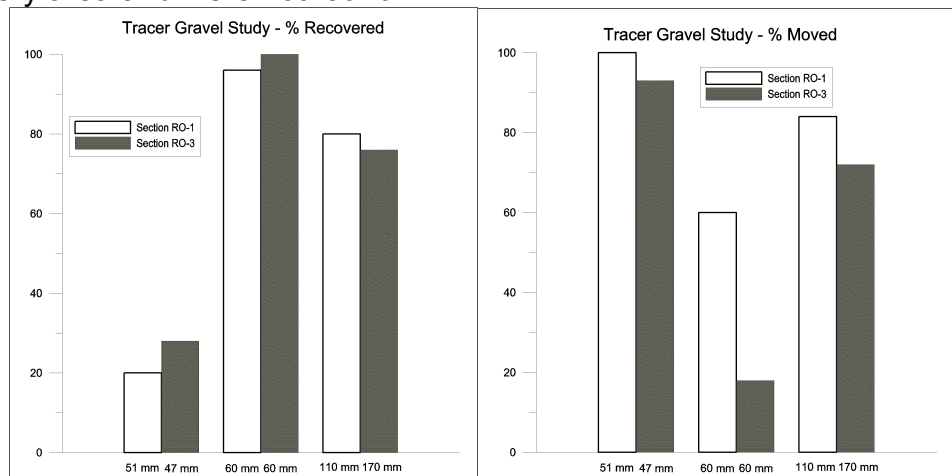 Tracer Gravel Study - % Recovered
100
80
60
40
20
0
Section RO-1
Section RO-3
51 mm 47 mm
60 mm 60 mm
110 mm 170 mm
Tracer Gravel Study - % Moved
100
80
60
40
20
0
Section RO-1
Section RO-3
51 mm 47 mm
60 mm 60 mm
110 mm 170 mm